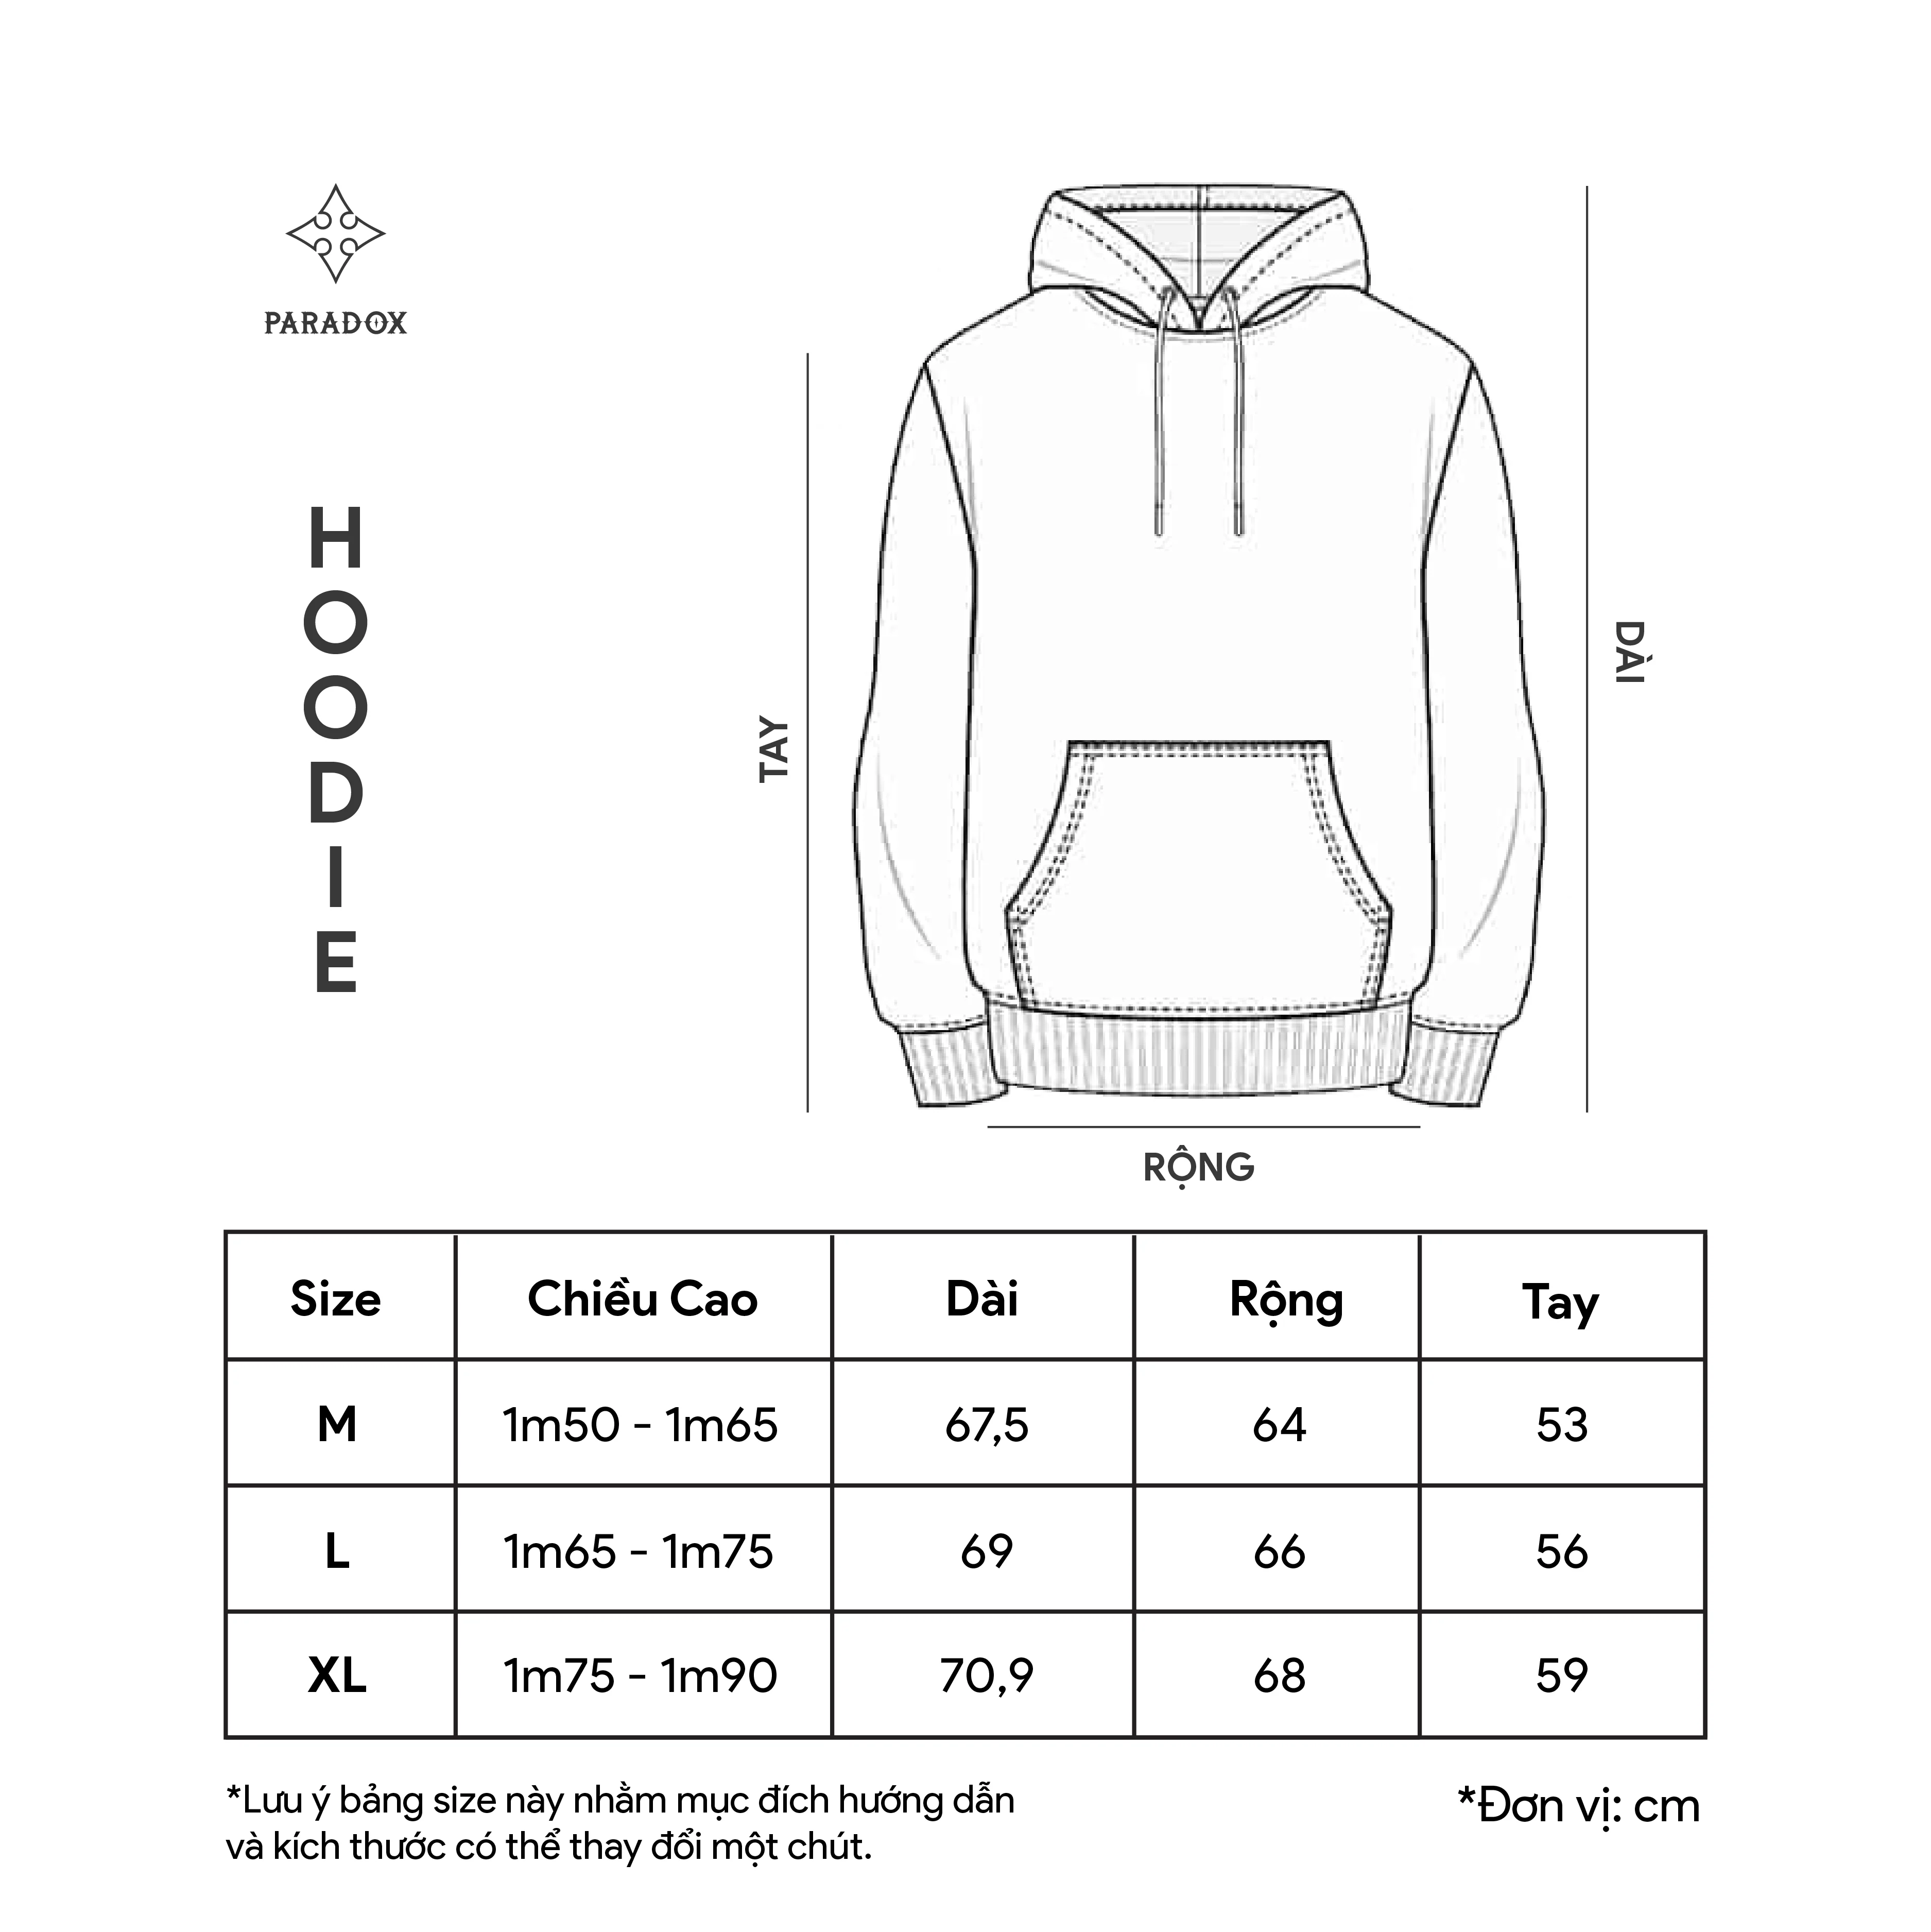 PARADOX
HOODIE
TAY
DÀI
RỘNG
Size Chiều Cao Dài Rộng Tay
M 1m50 - 1m65 67,5 64 53
L 1m65 - 1m75 69 66 56
XL 1m75 - 1m90 70,9 68 59
*Lưu ý bảng size này nhằm mục đích hướng dẫn
và kích thước có thể thay đổi một chút.
*Đơn vị: cm